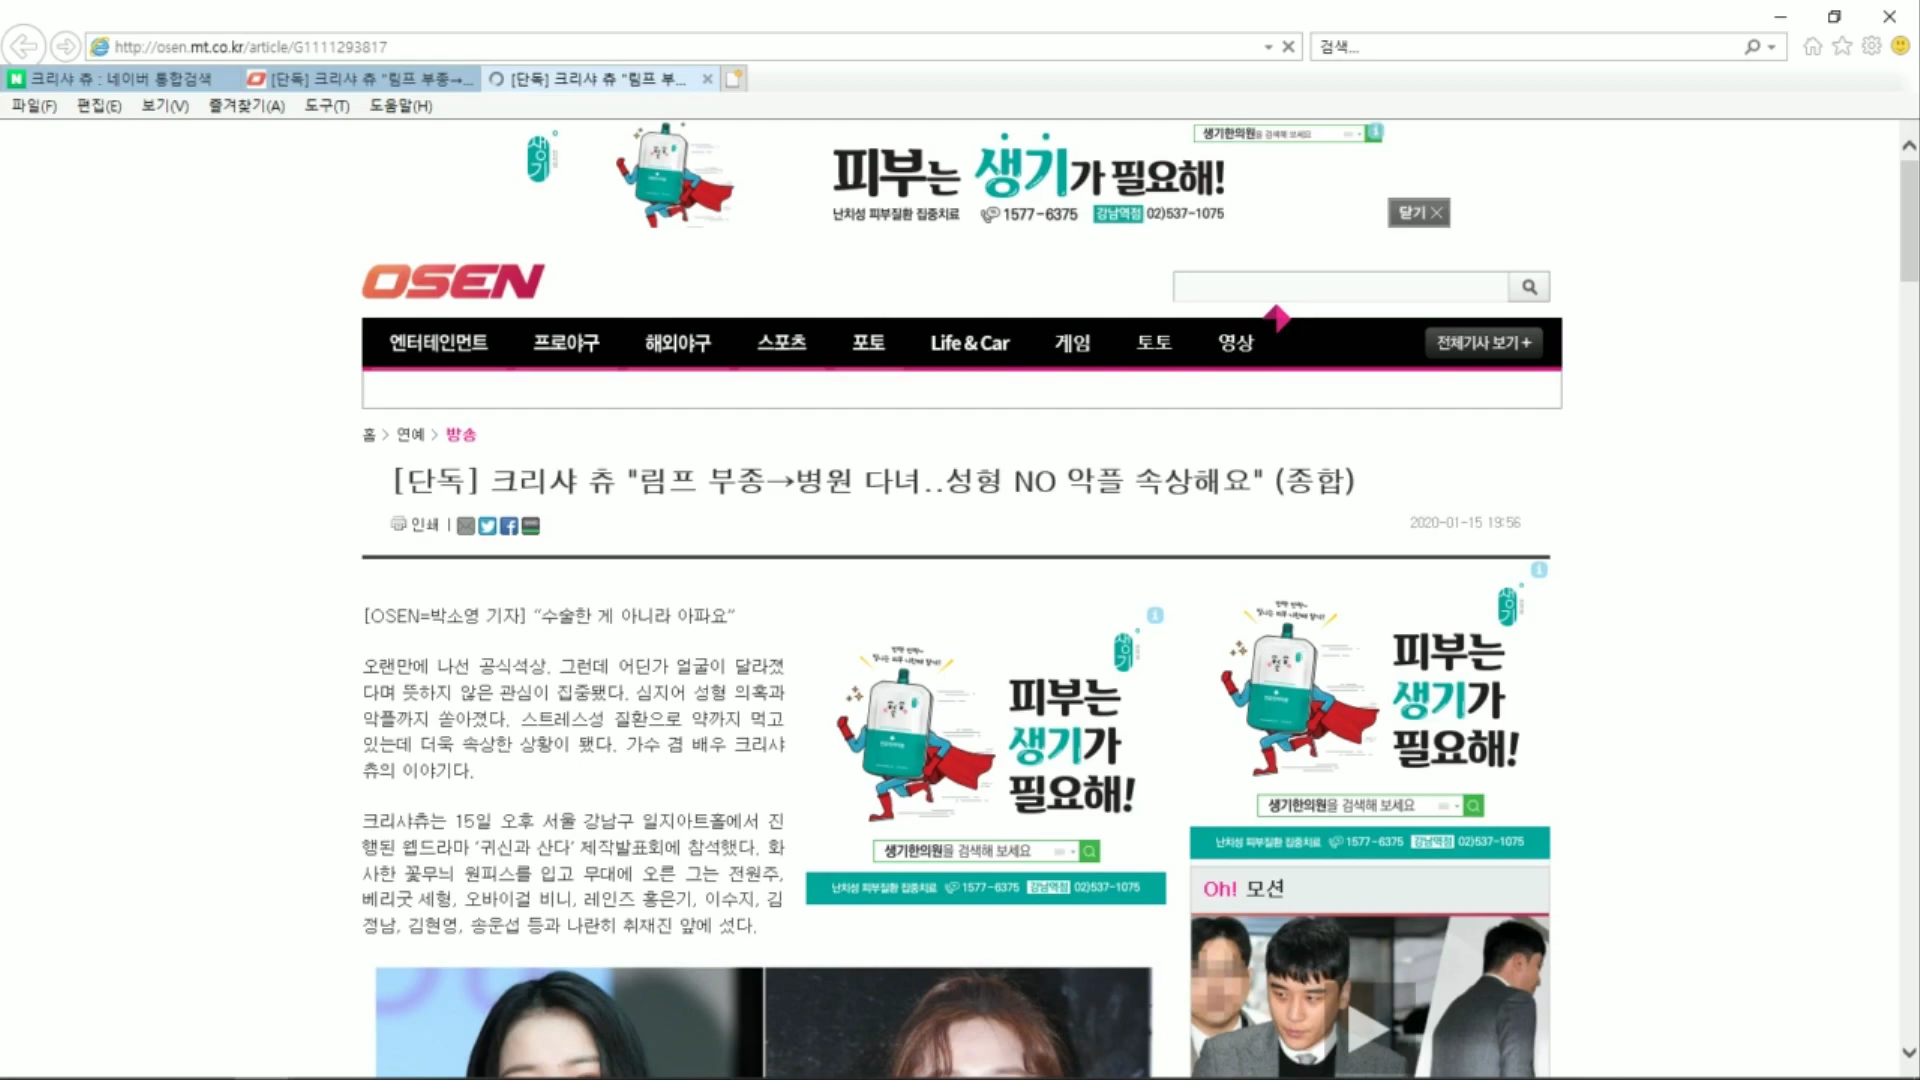 http://osen.mt.co.kr/article/G1111293817
검색...
크리샤 츄 : 네이버 통합검색
[단독] 크리샤 츄 "림프 부종→...
[단독] 크리샤 츄 "림프 부...
파일(F) 편집(E) 보기(V) 즐겨찾기(A) 도구(T) 도움말(H)
생기
피부는 생기가 필요해!
난치성 피부질환 집중치료 1577-6375 강남역점 02)537-1075
생기한의원을 검색해 보세요
닫기
OSEN
엔터테인먼트 프로야구 해외야구 스포츠 포토 Life & Car 게임 토토 영상 전체기사 보기 +
홈 > 연예 > 방송
[단독] 크리샤 츄 "림프 부종→병원 다녀..성형 NO 악플 속상해요" (종합)
인쇄
2020-01-15 19:56
[OSEN=박소영 기자] “수술한 게 아니라 아파요”
오랜만에 나선 공식석상. 그런데 어딘가 얼굴이 달라졌
다며 뜻하지 않은 관심이 집중됐다. 심지어 성형 의혹과
악플까지 쏟아졌다. 스트레스성 질환으로 약까지 먹고
있는데 더욱 속상한 상황이 됐다. 가수 겸 배우 크리샤
츄의 이야기다.
크리샤츄는 15일 오후 서울 강남구 일지아트홀에서 진
행된 웹드라마 ‘귀신과 산다’ 제작발표회에 참석했다. 화
사한 꽃무늬 원피스를 입고 무대에 오른 그는 전원주,
베리굿 세형, 오바이걸 비니, 레인즈 홍은기, 이수지, 김
정남, 김현영, 송운섭 등과 나란히 취재진 앞에 섰다.
생기
피부는
생기가
필요해!
생기한의원을 검색해 보세요
난치성 피부질환 집중치료 1577-6375 강남역점 02)537-1075
생기
피부는
생기가
필요해!
생기한의원을 검색해 보세요
난치성 피부질환 집중치료 1577-6375 강남역점 02)537-1075
Oh! 모션